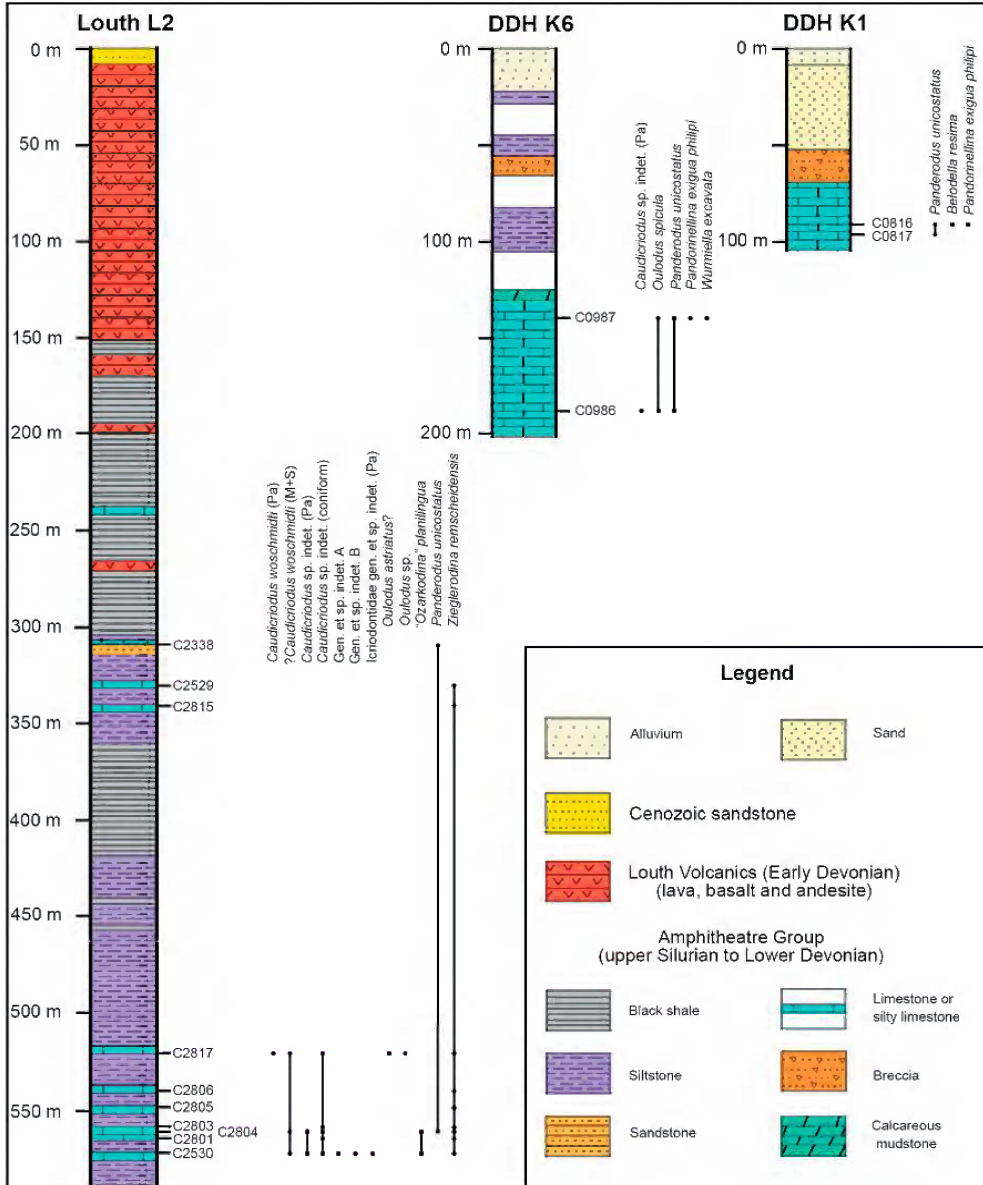 Louth L2
DDH K6
DDH K1
0 m
50 m
100 m
150 m
200 m
250 m
300 m
350 m
400 m
450 m
500 m
550 m
C2338
C2529
C2815
C2817
C2806
C2805
C2803
C2804
C2801
C2530
Caudicriodus woschmidti (Pa)
?Caudicriodus woschmidti (M+S)
Caudicriodus sp. indet. (Pa)
Caudicriodus sp. indet. (coniform)
Gen. et sp. indet. A
Gen. et sp. indet. B
Icriodontidae gen. et sp. indet. (Pa)
Oulodus astriatus?
Oulodus sp.
"Ozarkodina" planilingua
Panderodus unicostatus
Zieglerodina remscheidensis
0 m
50 m
100 m
200 m
C0987
C0986
Caudicriodus sp. indet. (Pa)
Oulodus spicula
Panderodus unicostatus
Pandorinellina exigua philipi
Wurmiella excavata
0 m
100 m
C0816
C0817
Panderodus unicostatus
Belodella resima
Pandorinellina exigua philipi
Legend
Alluvium
Sand
Cenozoic sandstone
Louth Volcanics (Early Devonian)
(lava, basalt and andesite)
Amphitheatre Group
(upper Silurian to Lower Devonian)
Black shale
Limestone or
silty limestone
Siltstone
Breccia
Sandstone
Calcareous
mudstone